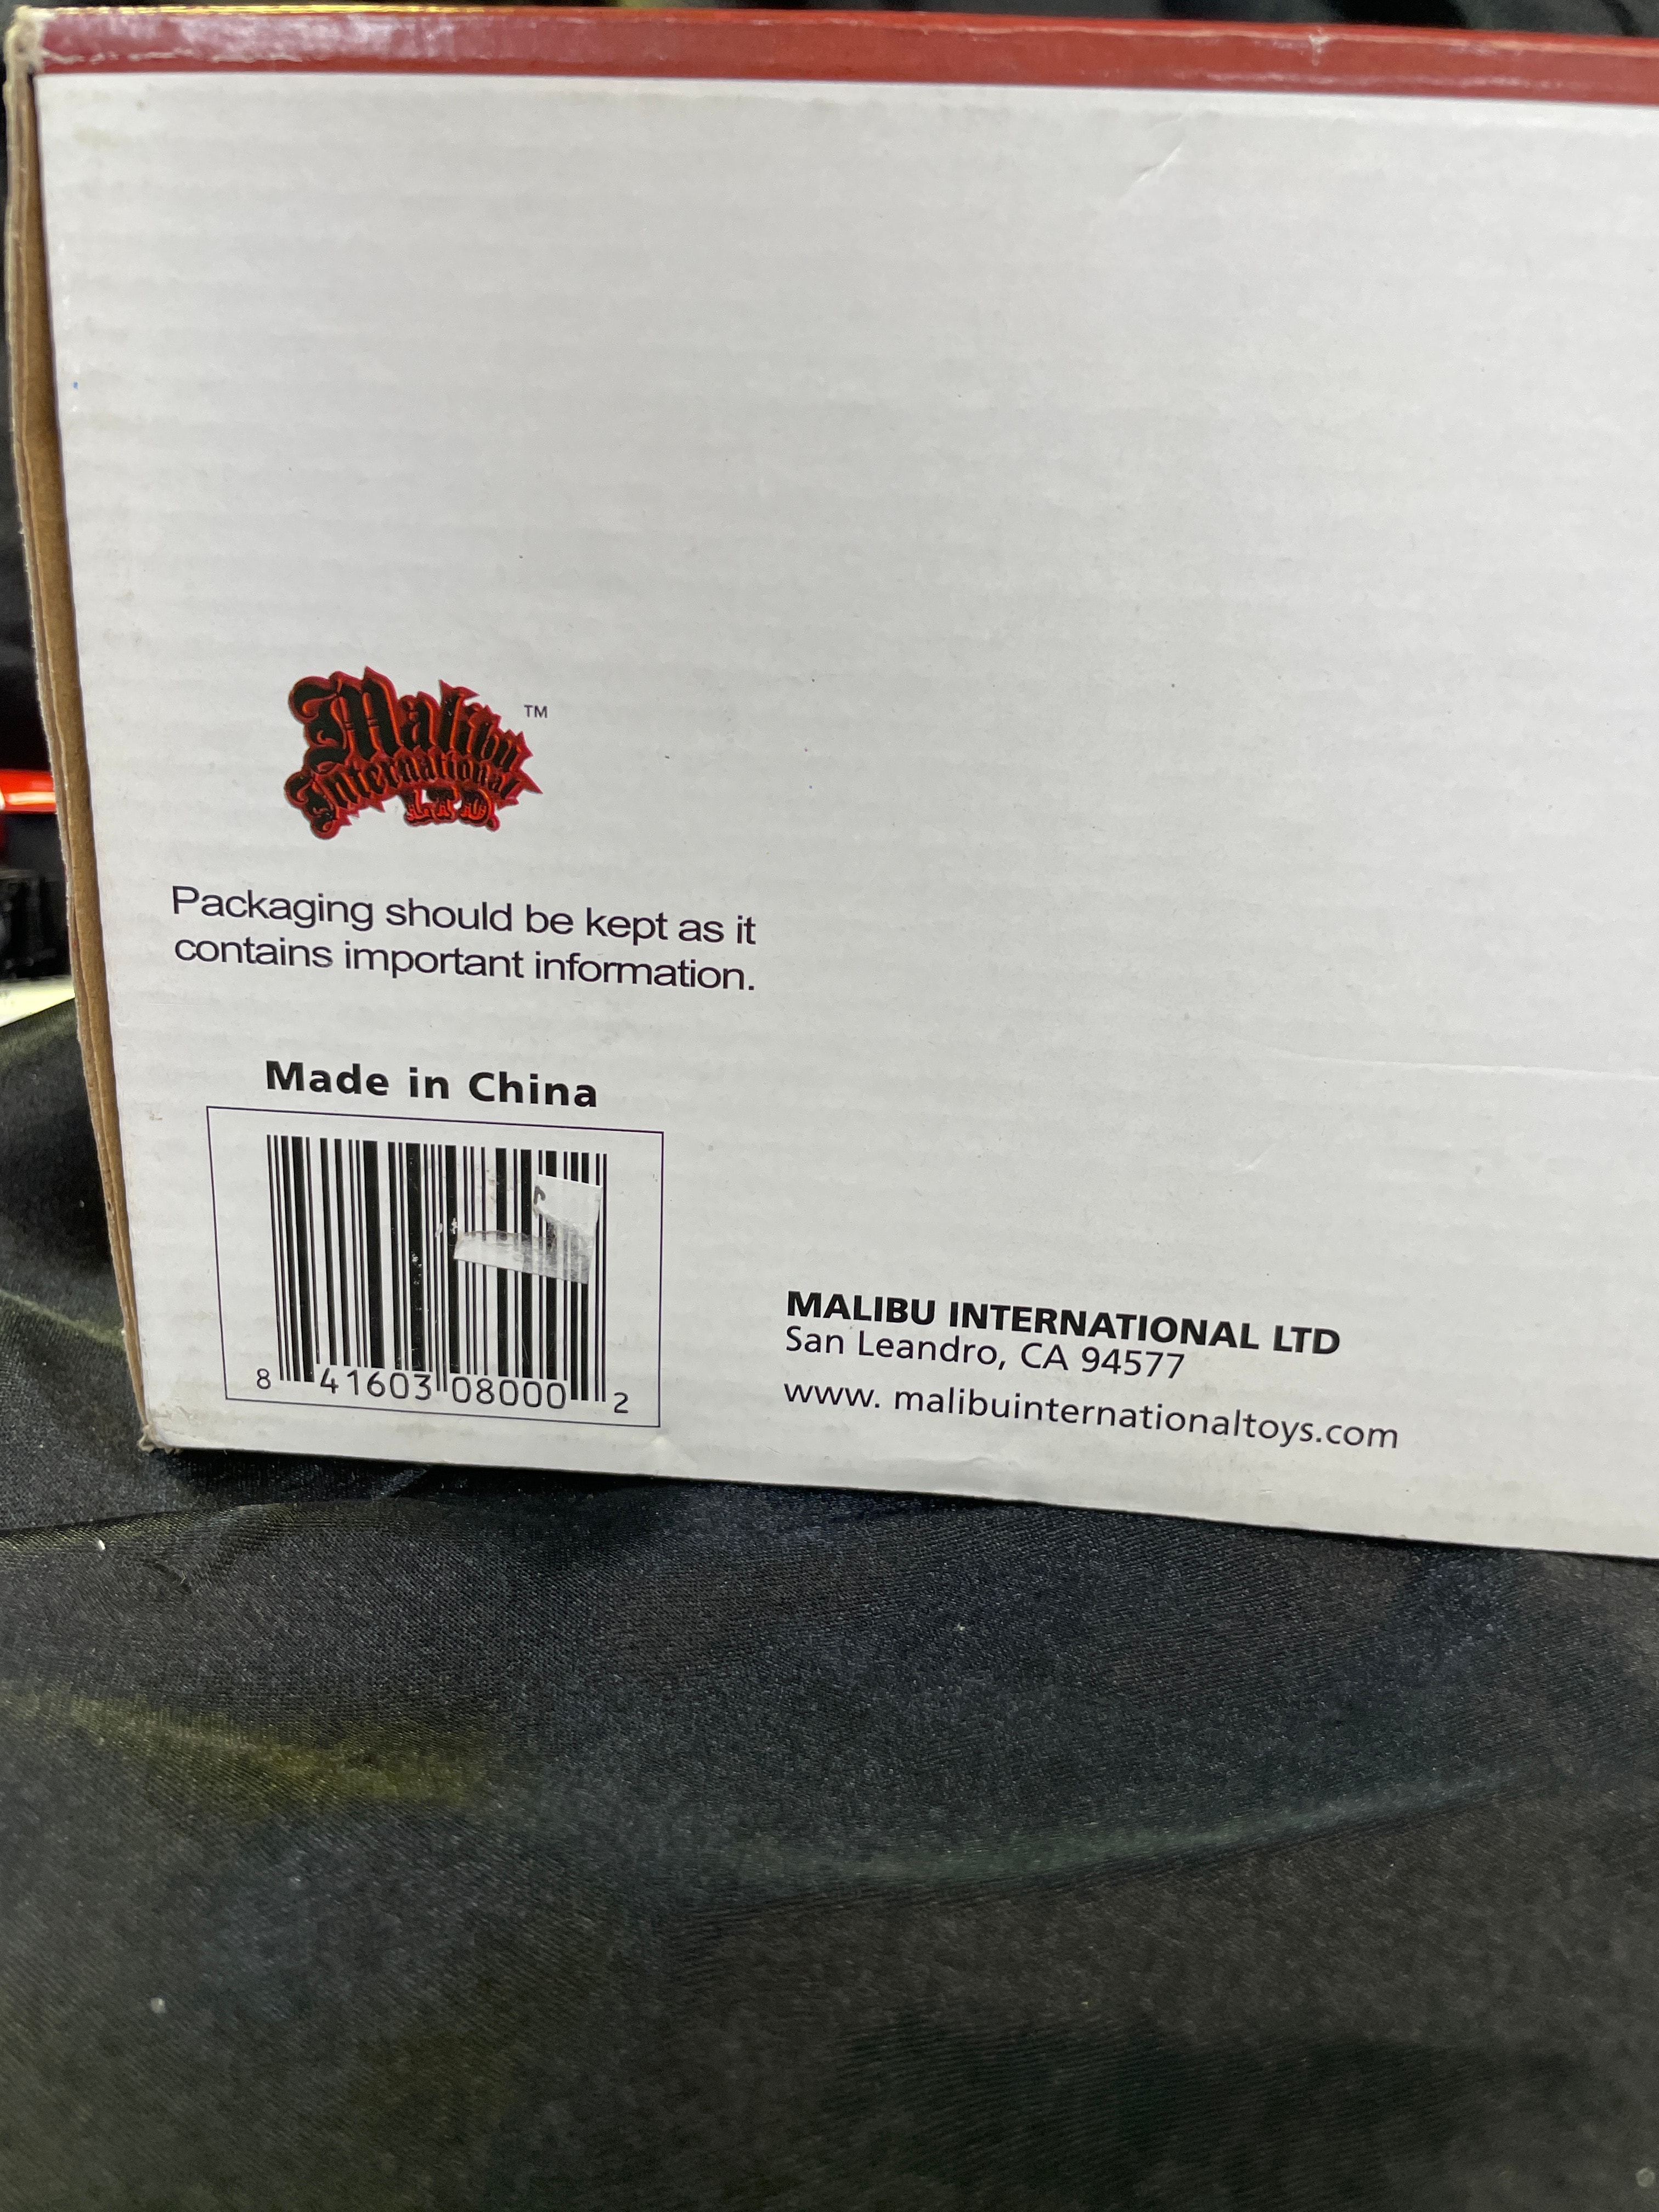 Malibu
International
LTD.
TM
Packaging should be kept as it
contains important information.
Made in China
8 41603 08000 2
MALIBU INTERNATIONAL LTD
San Leandro, CA 94577
www. malibuinternationaltoys.com